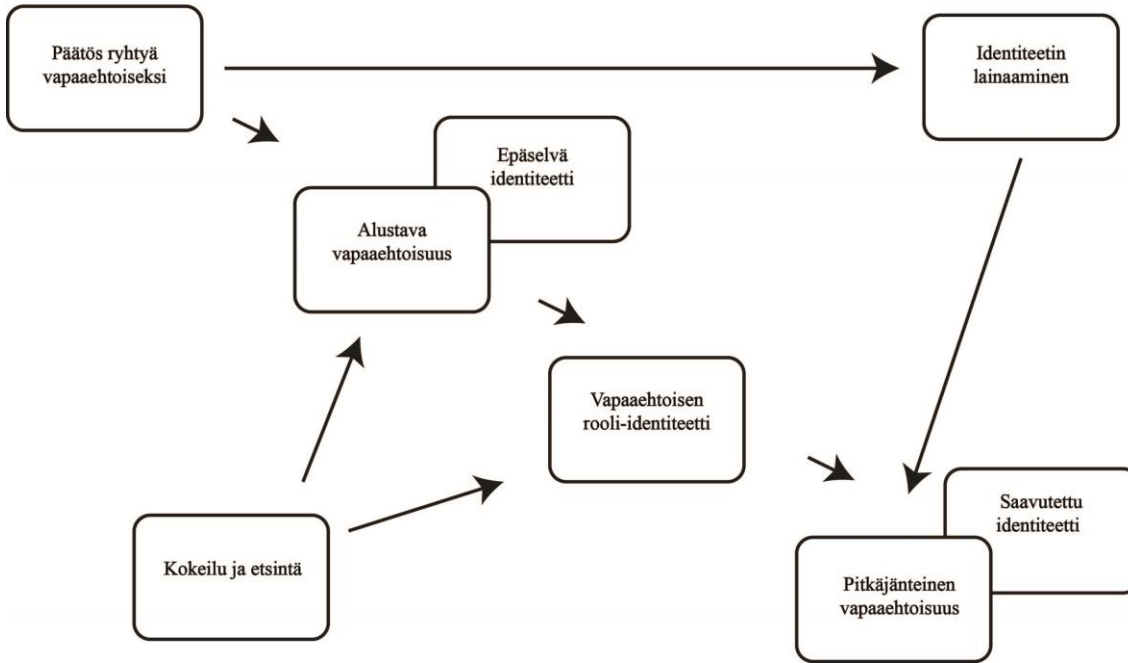 Päätös ryhtyä
vapaaehtoiseksi
Identiteetin
lainaaminen
Epäselvä
identiteetti
Alustava
vapaaehtoisuus
Vapaaehtoisen
rooli-identiteetti
Kokeilu ja etsintä
Saavutettu
identiteetti
Pitkäjänteinen
vapaaehtoisuus